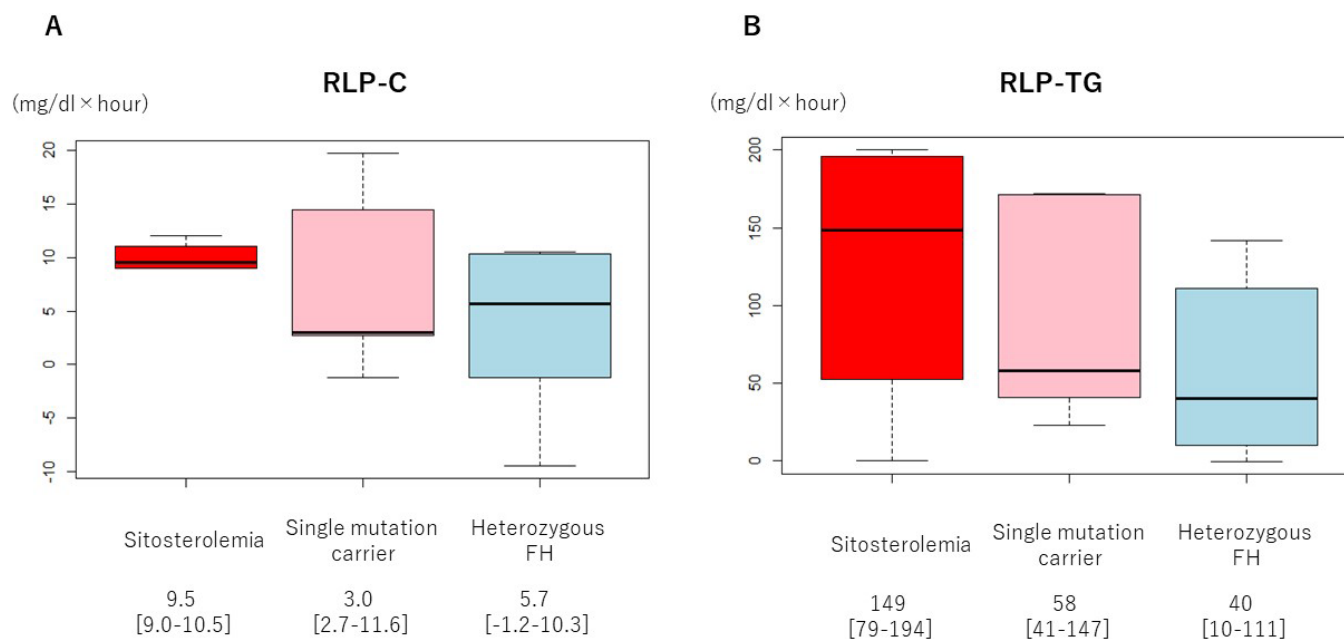 A
RLP-C
(mg/dl×hour)
20
15
10
5
0
-10
Sitosterolemia
Single mutation
carrier
Heterozygous
FH
9.5
[9.0-10.5]
3.0
[2.7-11.6]
5.7
[-1.2-10.3]
B
RLP-TG
(mg/dl×hour)
200
150
100
50
0
Sitosterolemia
Single mutation
carrier
Heterozygous
FH
149
[79-194]
58
[41-147]
40
[10-111]